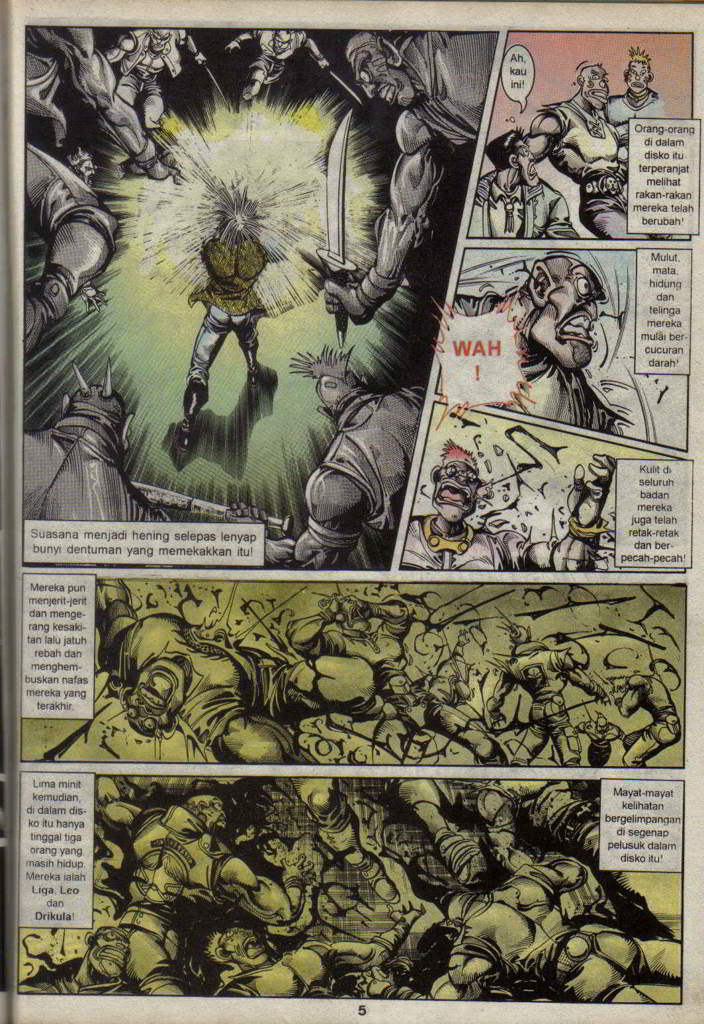 Suasana menjadi hening selepas lenyap
bunyi dentuman yang memekakkan itu!
Ah,
kau
ini!
Orang-orang
di dalam
disko itu
terperanjat
melihat
rakan-rakan
mereka telah
berubah!
Mulut,
mata,
hidung
dan
telinga
mereka
mulai ber-
cucuran
darah!
WAH
!
Kulit di
seluruh
badan
mereka
juga telah
retak-retak
dan ber-
pecah-pecah!
Mereka pun
menjerit-jerit
dan menge-
rang kesaki-
tan lalu jatuh
rebah dan
menghem-
buskan nafas
mereka yang
terakhir.
Lima minit
kemudian,
di dalam dis-
ko itu hanya
tinggal tiga
orang yang
masih hidup.
Mereka ialah
Liga, Leo
dan
Drikula!
Mayat-mayat
kelihatan
bergelimpangan
di segenap
pelusuk dalam
disko itu!
5